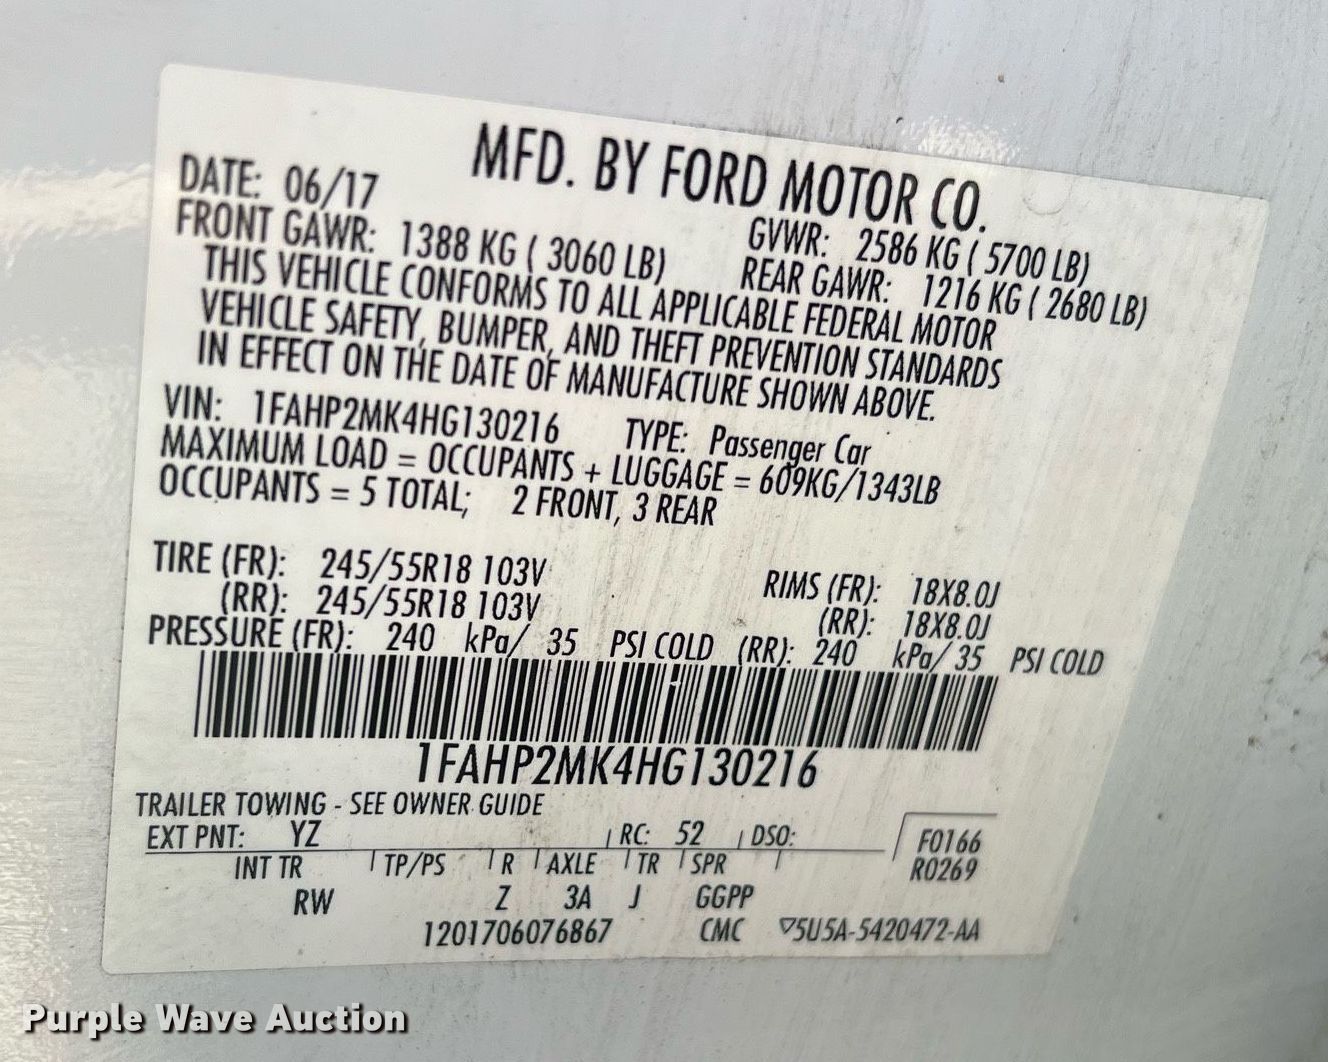 MFD. BY FORD MOTOR CO.
DATE: 06/17 GVWR: 2586 KG ( 5700 LB)
FRONT GAWR: 1388 KG ( 3060 LB) REAR GAWR: 1216 KG ( 2680 LB)
THIS VEHICLE CONFORMS TO ALL APPLICABLE FEDERAL MOTOR
VEHICLE SAFETY, BUMPER, AND THEFT PREVENTION STANDARDS
IN EFFECT ON THE DATE OF MANUFACTURE SHOWN ABOVE.
VIN: 1FAHP2MK4HG130216 TYPE: Passenger Car
MAXIMUM LOAD = OCCUPANTS + LUGGAGE = 609KG/1343LB
OCCUPANTS = 5 TOTAL; 2 FRONT, 3 REAR
TIRE (FR): 245/55R18 103V RIMS (FR): 18X8.0J
(RR): 245/55R18 103V (RR): 18X8.0J
PRESSURE (FR): 240 kPa/ 35 PSI COLD (RR): 240 kPa/ 35 PSI COLD
1FAHP2MK4HG130216
TRAILER TOWING - SEE OWNER GUIDE
EXT PNT: YZ RC: 52 DSO: F0166
INT TR TP/PS R AXLE TR SPR R0269
RW Z 3A J GGPP
1201706076867 CMC ▽5U5A-5420472-AA
Purple Wave Auction